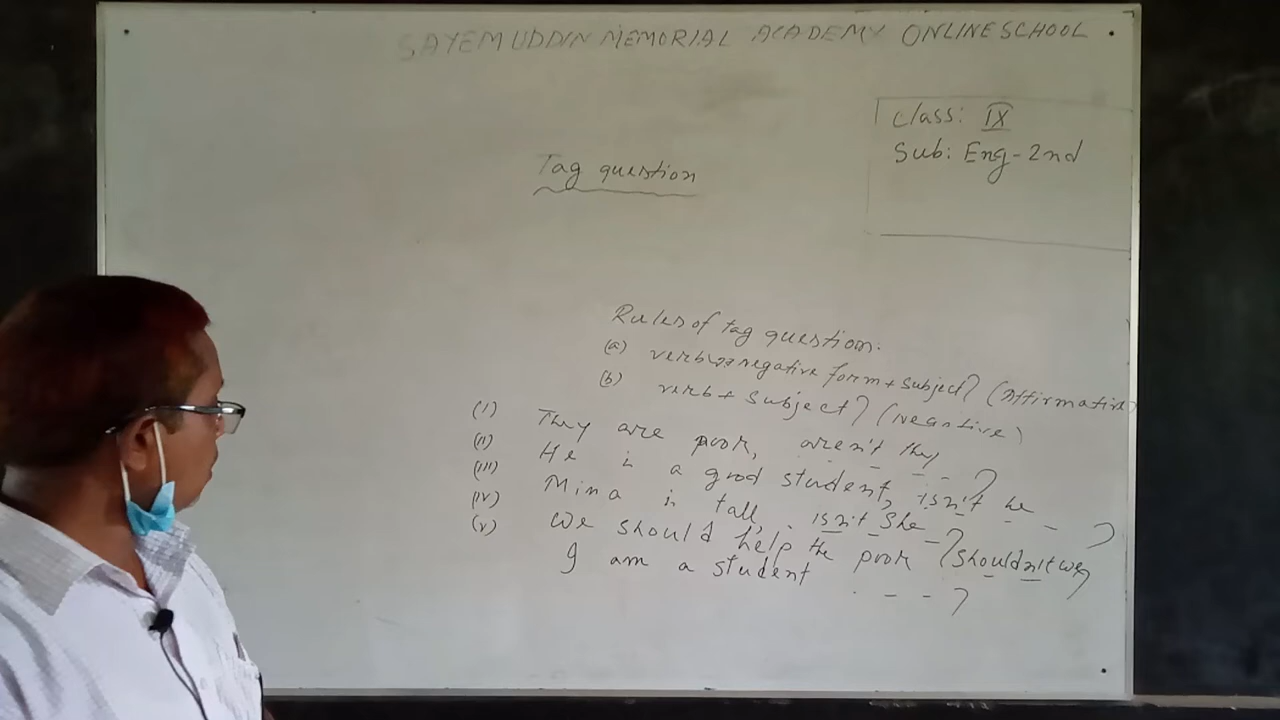 SAYEMUDDIN MEMORIAL ACADEMY ONLINE SCHOOL
Class: IX
Sub: Eng-2nd
Tag question
Rules of tag question:
(a) verb negative form + subject? (Affirmative)
(b) verb + subject? (Negative)
(I) They are poor, aren't they - - ?
(II) He is a good student, isn't he - ?
(III) Mina is tall, isn't she - ?
(IV) We should help the poor (shouldn't we?
(V) I am a student . - - ?